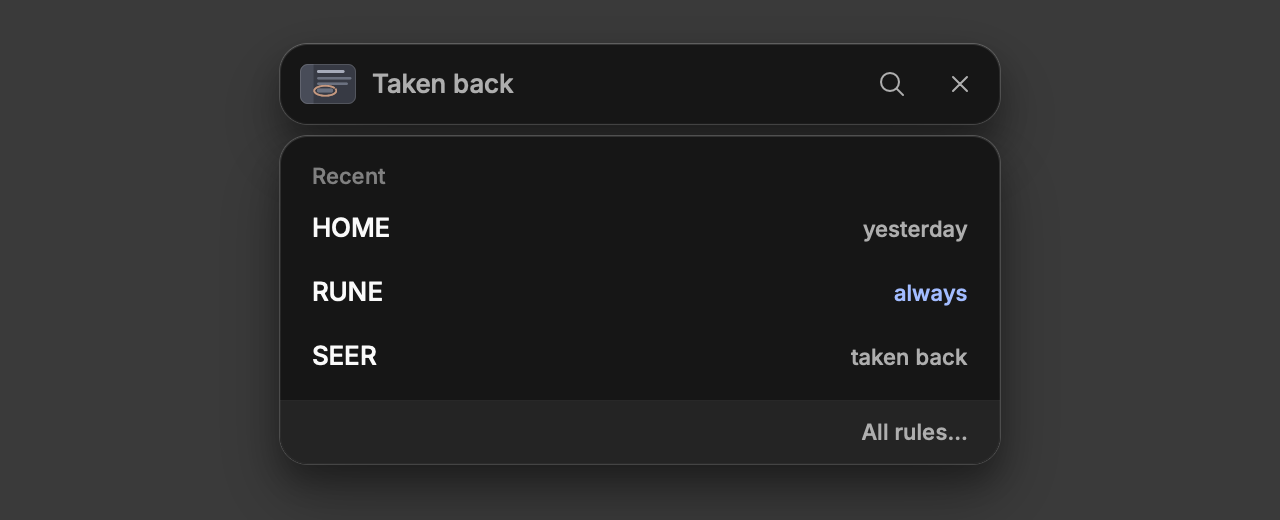 Taken back
Recent
HOME yesterday
RUNE always
SEER taken back
All rules...